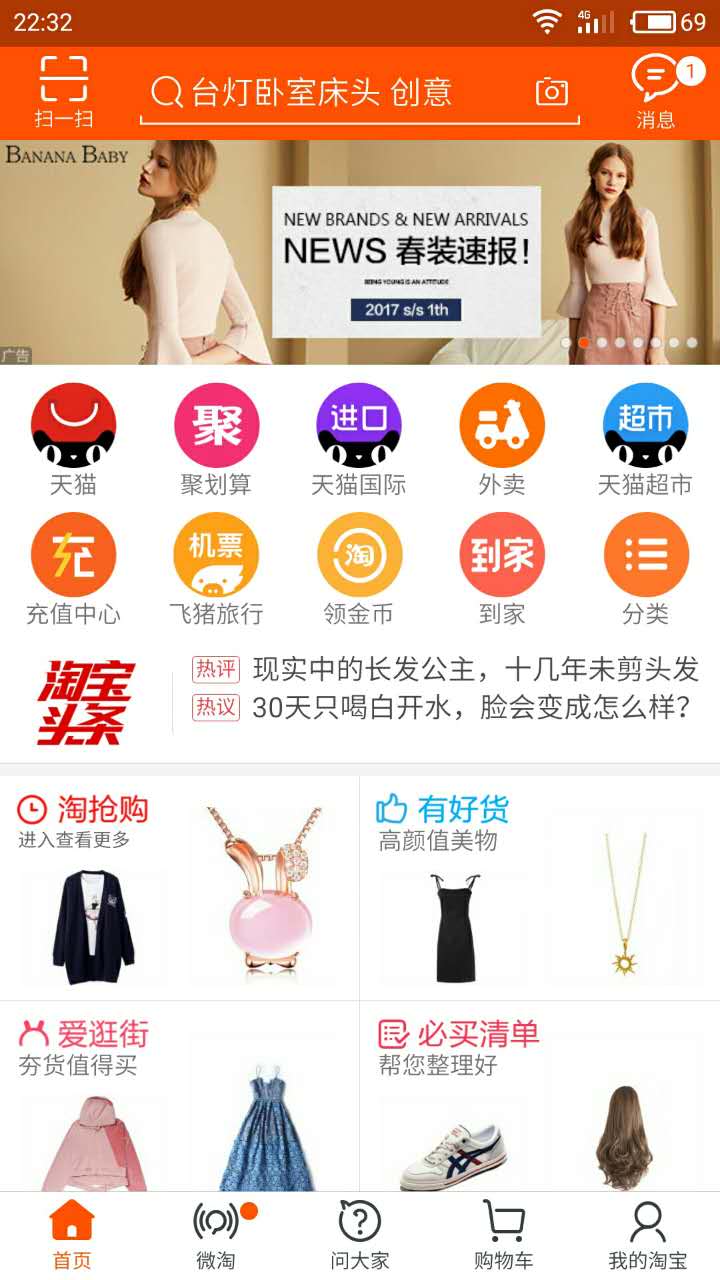 22:32
4G
69
扫一扫
台灯卧室床头 创意
1
消息
BANANA BABY
NEW BRANDS & NEW ARRIVALS
NEWS 春装速报!
BEING YOUNG IS AN ATTITUDE
2017 s/s 1th
广告
聚
进口
超市
天猫
聚划算
天猫国际
外卖
天猫超市
充
机票
淘
到家
充值中心
飞猪旅行
领金币
到家
分类
淘宝
头条
热评 现实中的长发公主，十几年未剪头发
热议 30天只喝白开水，脸会变成怎么样？
淘抢购
进入查看更多
有好货
高颜值美物
爱逛街
夯货值得买
必买清单
帮您整理好
首页
微淘
问大家
购物车
我的淘宝